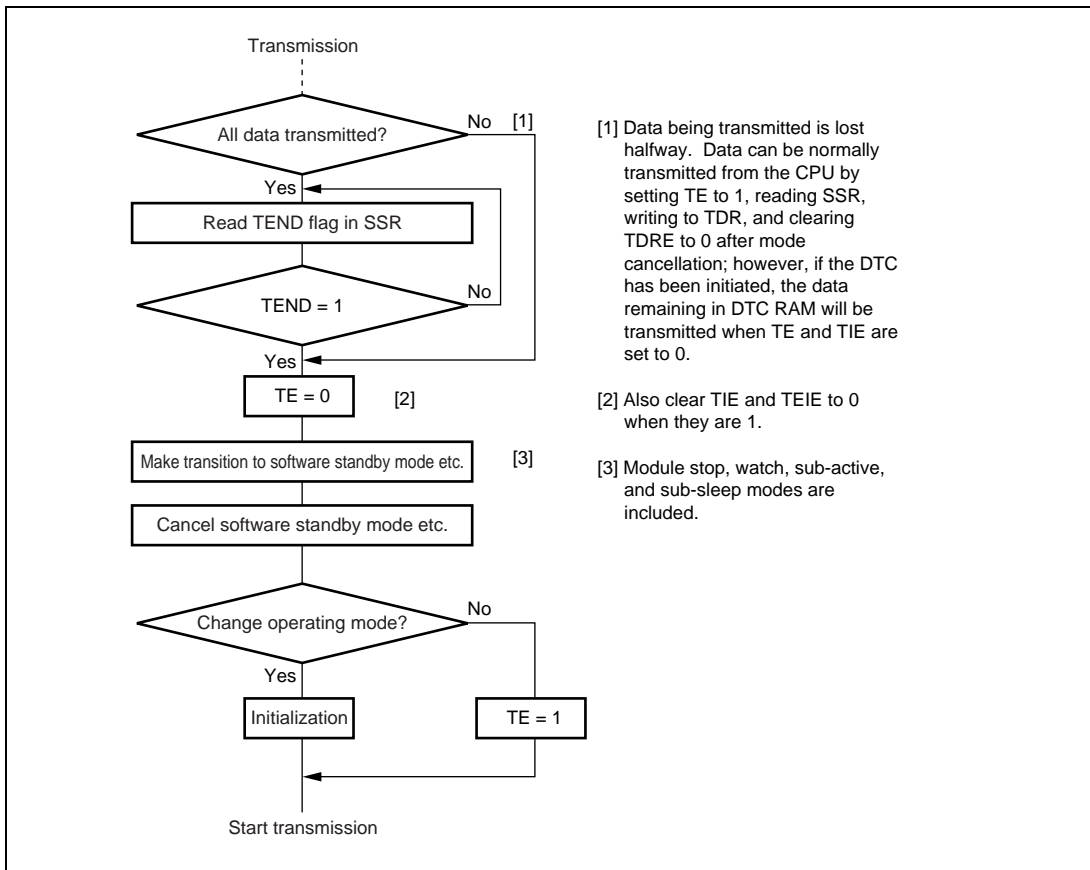 Transmission
All data transmitted?
No [1]
Yes
Read TEND flag in SSR
TEND = 1
No
Yes
TE = 0
[2]
Make transition to software standby mode etc.
[3]
Cancel software standby mode etc.
Change operating mode?
No
Yes
Initialization
TE = 1
Start transmission
[1] Data being transmitted is lost
halfway. Data can be normally
transmitted from the CPU by
setting TE to 1, reading SSR,
writing to TDR, and clearing
TDRE to 0 after mode
cancellation; however, if the DTC
has been initiated, the data
remaining in DTC RAM will be
transmitted when TE and TIE are
set to 0.
[2] Also clear TIE and TEIE to 0
when they are 1.
[3] Module stop, watch, sub-active,
and sub-sleep modes are
included.